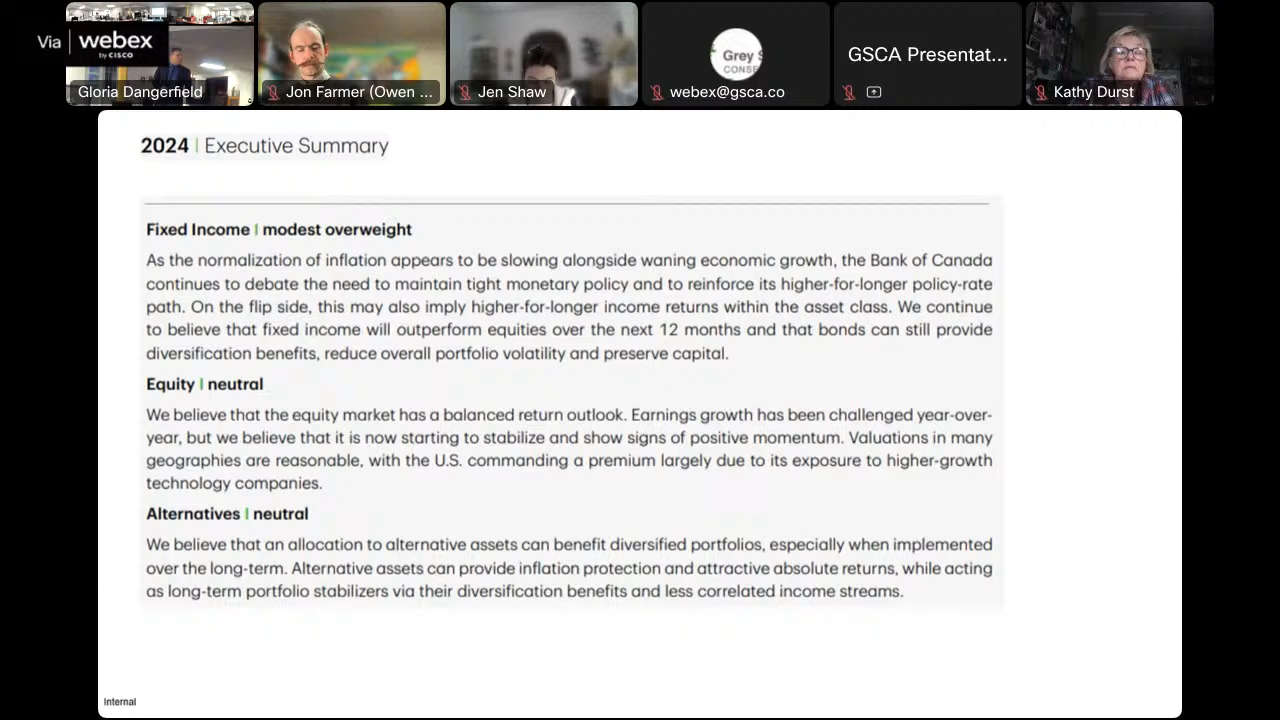 Via webex
by CISCO
Gloria Dangerfield
Jon Farmer (Owen ...
Jen Shaw
Grey S
CONSE
webex@gsca.co
GSCA Presentat...
Kathy Durst
2024 | Executive Summary
Fixed Income | modest overweight
As the normalization of inflation appears to be slowing alongside waning economic growth, the Bank of Canada
continues to debate the need to maintain tight monetary policy and to reinforce its higher-for-longer policy-rate
path. On the flip side, this may also imply higher-for-longer income returns within the asset class. We continue
to believe that fixed income will outperform equities over the next 12 months and that bonds can still provide
diversification benefits, reduce overall portfolio volatility and preserve capital.
Equity | neutral
We believe that the equity market has a balanced return outlook. Earnings growth has been challenged year-over-
year, but we believe that it is now starting to stabilize and show signs of positive momentum. Valuations in many
geographies are reasonable, with the U.S. commanding a premium largely due to its exposure to higher-growth
technology companies.
Alternatives | neutral
We believe that an allocation to alternative assets can benefit diversified portfolios, especially when implemented
over the long-term. Alternative assets can provide inflation protection and attractive absolute returns, while acting
as long-term portfolio stabilizers via their diversification benefits and less correlated income streams.
Internal